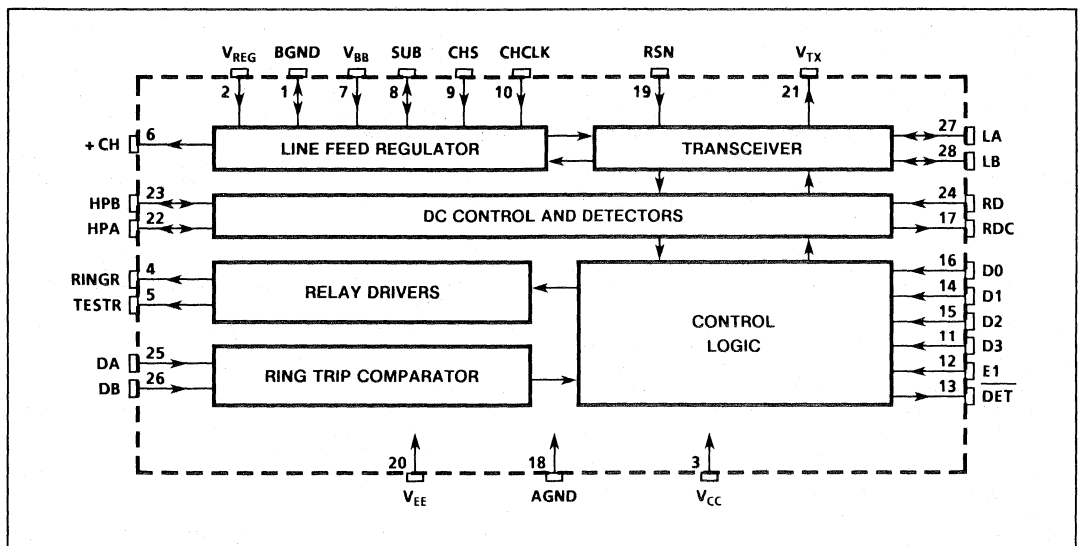 V_REG BGND V_BB SUB CHS CHCLK RSN V_TX
2 1 7 8 9 10 19 21
+CH 6 LINE FEED REGULATOR TRANSCEIVER 27 LA
28 LB
HPB 23 DC CONTROL AND DETECTORS 24 RD
HPA 22 17 RDC
RINGR 4 RELAY DRIVERS 16 D0
TESTR 5 14 D1
CONTROL LOGIC 15 D2
DA 25 RING TRIP COMPARATOR 11 D3
DB 26 12 E1
13 D̅E̅T̅
20 18 3
V_EE AGND V_CC